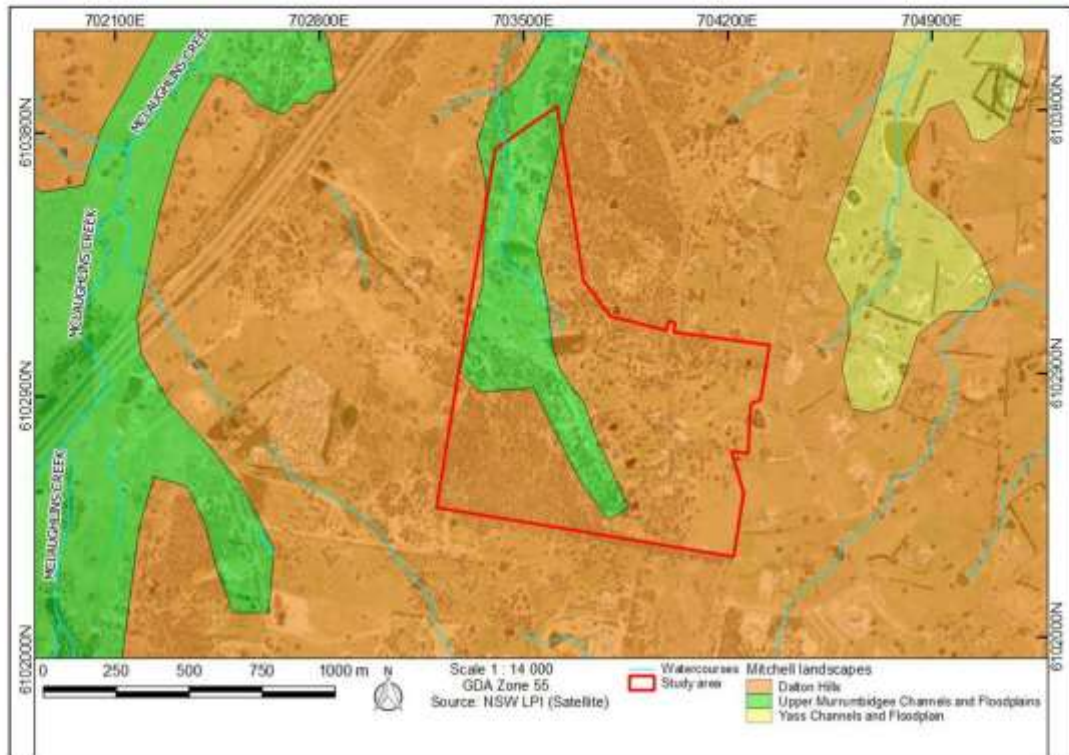 702100E 702800E 703500E 704200E 704900E
MCLAUGHLINS CREEK
6103800N
6103800N
MCLAUGHLINS CREEK
6102900N
6102900N
MCLAUGHLINS CREEK
6102000N
6102000N
0 250 500 750 1000 m
N
Scale 1 : 14 000
GDA Zone 55
Source: NSW LPI (Satellite)
Watercourses
Study area
Mitchell landscapes
Dalton Hills
Upper Murrumbidgee Channels and Floodplains
Yass Channels and Floodplain